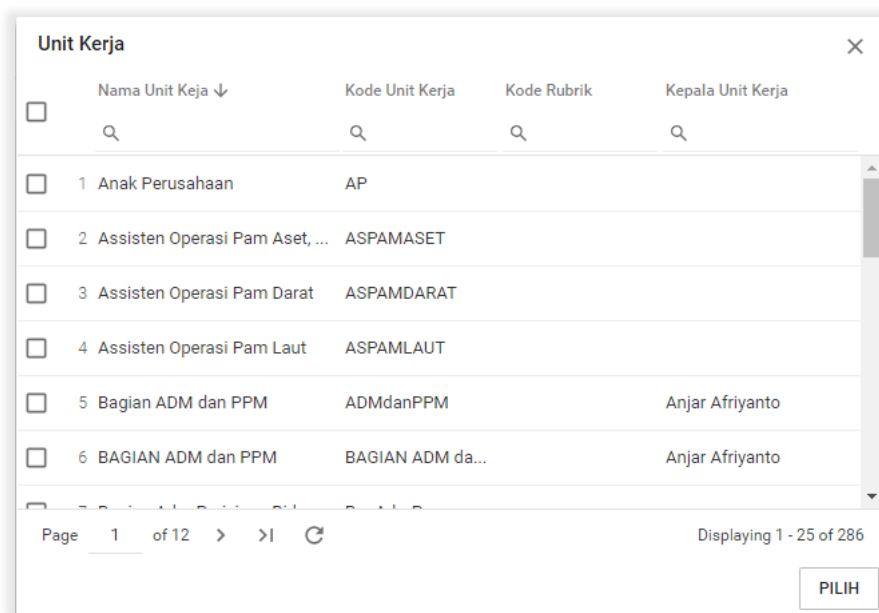 Unit Kerja
Nama Unit Keja Kode Unit Kerja Kode Rubrik Kepala Unit Kerja
1 Anak Perusahaan AP
2 Assisten Operasi Pam Aset, ... ASPAMASET
3 Assisten Operasi Pam Darat ASPAMDARAT
4 Assisten Operasi Pam Laut ASPAMLAUT
5 Bagian ADM dan PPM ADMdanPPM Anjar Afriyanto
6 BAGIAN ADM dan PPM BAGIAN ADM da... Anjar Afriyanto
Page 1 of 12 Displaying 1 - 25 of 286
PILIH